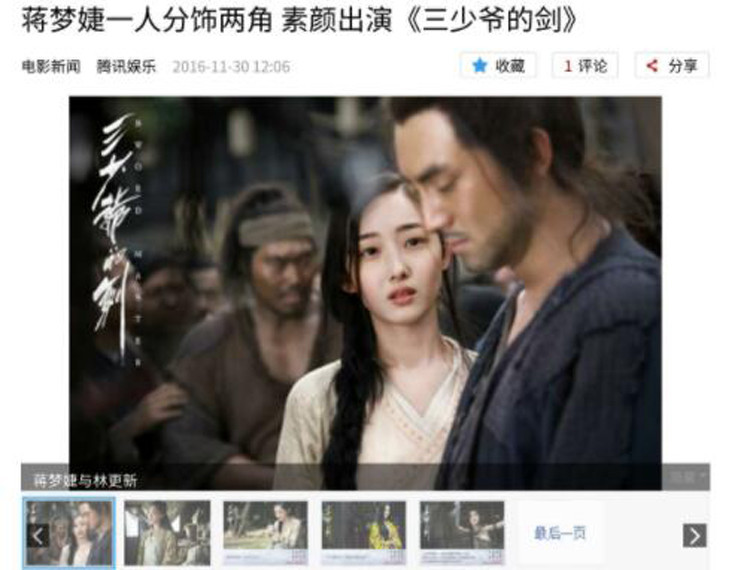 蒋梦婕一人分饰两角 素颜出演《三少爷的剑》
电影新闻 腾讯娱乐 2016-11-30 12:06
收藏
1 评论
分享
三少爷的剑
SWORD MASTER
蒋梦婕与林更新
最后一页